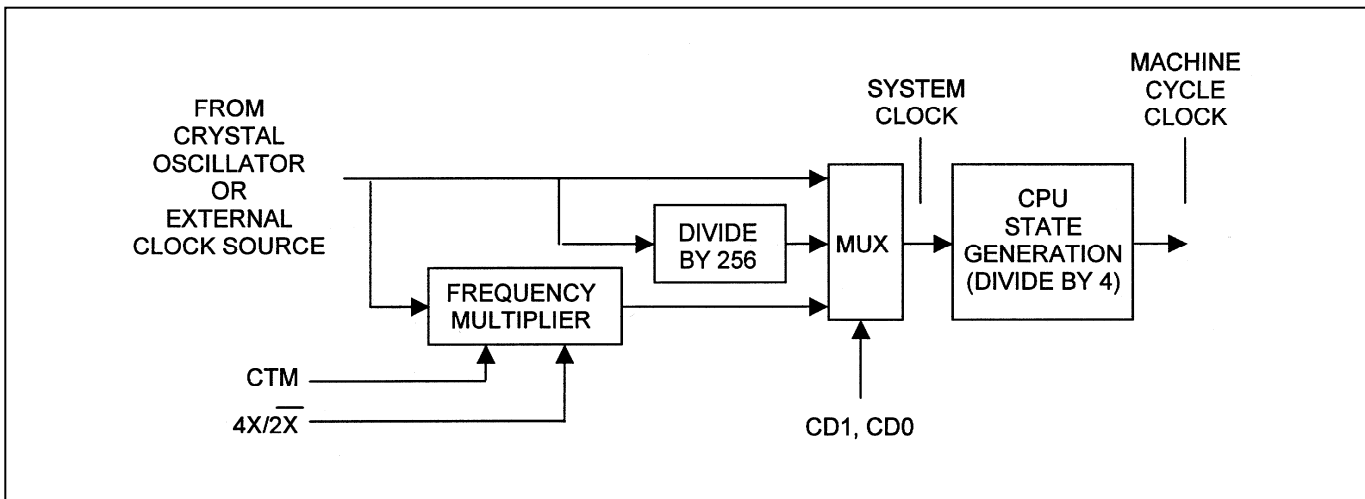 FROM
CRYSTAL
OSCILLATOR
OR
EXTERNAL
CLOCK SOURCE
SYSTEM
CLOCK
MACHINE
CYCLE
CLOCK
DIVIDE
BY 256
MUX
CPU
STATE
GENERATION
(DIVIDE BY 4)
FREQUENCY
MULTIPLIER
CTM
4X/2X̅
CD1, CD0